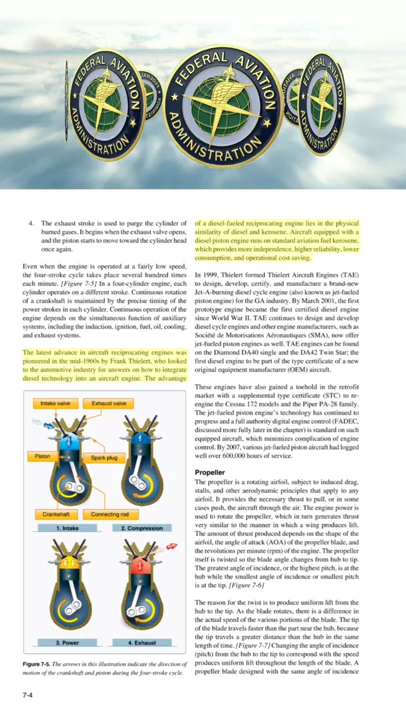 FEDERAL AVIATION
ADMINISTRATION
FEDERAL AVIATION
ADMINISTRATION
FEDERAL AVIATION
ADMINISTRATION
4. The exhaust stroke is used to purge the cylinder of
burned gases. It begins when the exhaust valve opens,
and the piston starts to move toward the cylinder head
once again.
Even when the engine is operated at a fairly low speed,
the four-stroke cycle takes place several hundred times
each minute. [Figure 7-5] In a four-cylinder engine, each
cylinder operates on a different stroke. Continuous rotation
of a crankshaft is maintained by the precise timing of the
power strokes in each cylinder. Continuous operation of the
engine depends on the simultaneous function of auxiliary
systems, including the induction, ignition, fuel, oil, cooling,
and exhaust systems.
The latest advance in aircraft reciprocating engines was
pioneered in the mid-1960s by Frank Thielert, who looked
to the automotive industry for answers on how to integrate
diesel technology into an aircraft engine. The advantage
Intake valve
Exhaust valve
Piston
Spark plug
Crankshaft
Connecting rod
1. Intake
2. Compression
3. Power
4. Exhaust
Figure 7-5. The arrows in this illustration indicate the direction of
motion of the crankshaft and piston during the four-stroke cycle.
7-4
of a diesel-fueled reciprocating engine lies in the physical
similarity of diesel and kerosene. Aircraft equipped with a
diesel piston engine runs on standard aviation fuel kerosene,
which provides more independence, higher reliability, lower
consumption, and operational cost saving.
In 1999, Thielert formed Thielert Aircraft Engines (TAE)
to design, develop, certify, and manufacture a brand-new
Jet-A-burning diesel cycle engine (also known as jet-fueled
piston engine) for the GA industry. By March 2001, the first
prototype engine became the first certified diesel engine
since World War II. TAE continues to design and develop
diesel cycle engines and other engine manufacturers, such as
Société de Motorisations Aéronautiques (SMA), now offer
jet-fueled piston engines as well. TAE engines can be found
on the Diamond DA40 single and the DA42 Twin Star; the
first diesel engine to be part of the type certificate of a new
original equipment manufacturer (OEM) aircraft.
These engines have also gained a toehold in the retrofit
market with a supplemental type certificate (STC) to re-
engine the Cessna 172 models and the Piper PA-28 family.
The jet-fueled piston engine's technology has continued to
progress and a full authority digital engine control (FADEC,
discussed more fully later in the chapter) is standard on such
equipped aircraft, which minimizes complication of engine
control. By 2007, various jet-fueled piston aircraft had logged
well over 600,000 hours of service.
Propeller
The propeller is a rotating airfoil, subject to induced drag,
stalls, and other aerodynamic principles that apply to any
airfoil. It provides the necessary thrust to pull, or in some
cases push, the aircraft through the air. The engine power is
used to rotate the propeller, which in turn generates thrust
very similar to the manner in which a wing produces lift.
The amount of thrust produced depends on the shape of the
airfoil, the angle of attack (AOA) of the propeller blade, and
the revolutions per minute (rpm) of the engine. The propeller
itself is twisted so the blade angle changes from hub to tip.
The greatest angle of incidence, or the highest pitch, is at the
hub while the smallest angle of incidence or smallest pitch
is at the tip. [Figure 7-6]
The reason for the twist is to produce uniform lift from the
hub to the tip. As the blade rotates, there is a difference in
the actual speed of the various portions of the blade. The tip
of the blade travels faster than the part near the hub, because
the tip travels a greater distance than the hub in the same
length of time. [Figure 7-7] Changing the angle of incidence
(pitch) from the hub to the tip to correspond with the speed
produces uniform lift throughout the length of the blade. A
propeller blade designed with the same angle of incidence